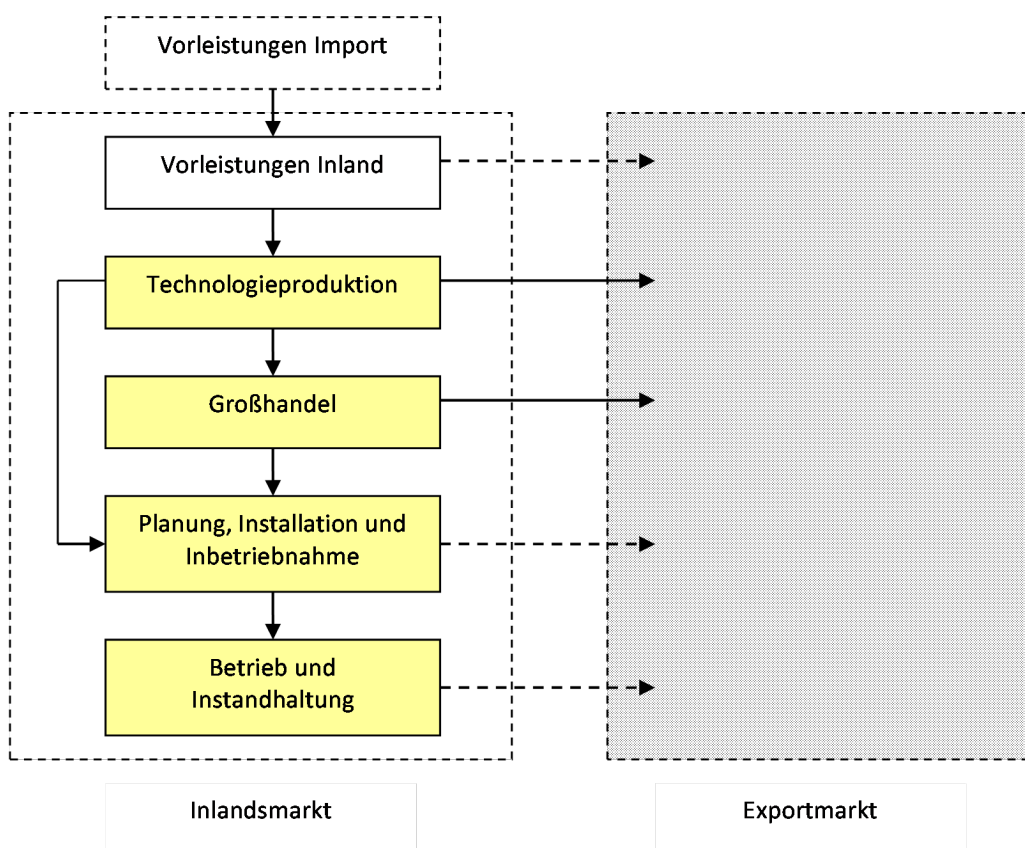 Vorleistungen Import
Vorleistungen Inland
Technologieproduktion
Großhandel
Planung, Installation und
Inbetriebnahme
Betrieb und
Instandhaltung
Inlandsmarkt
Exportmarkt